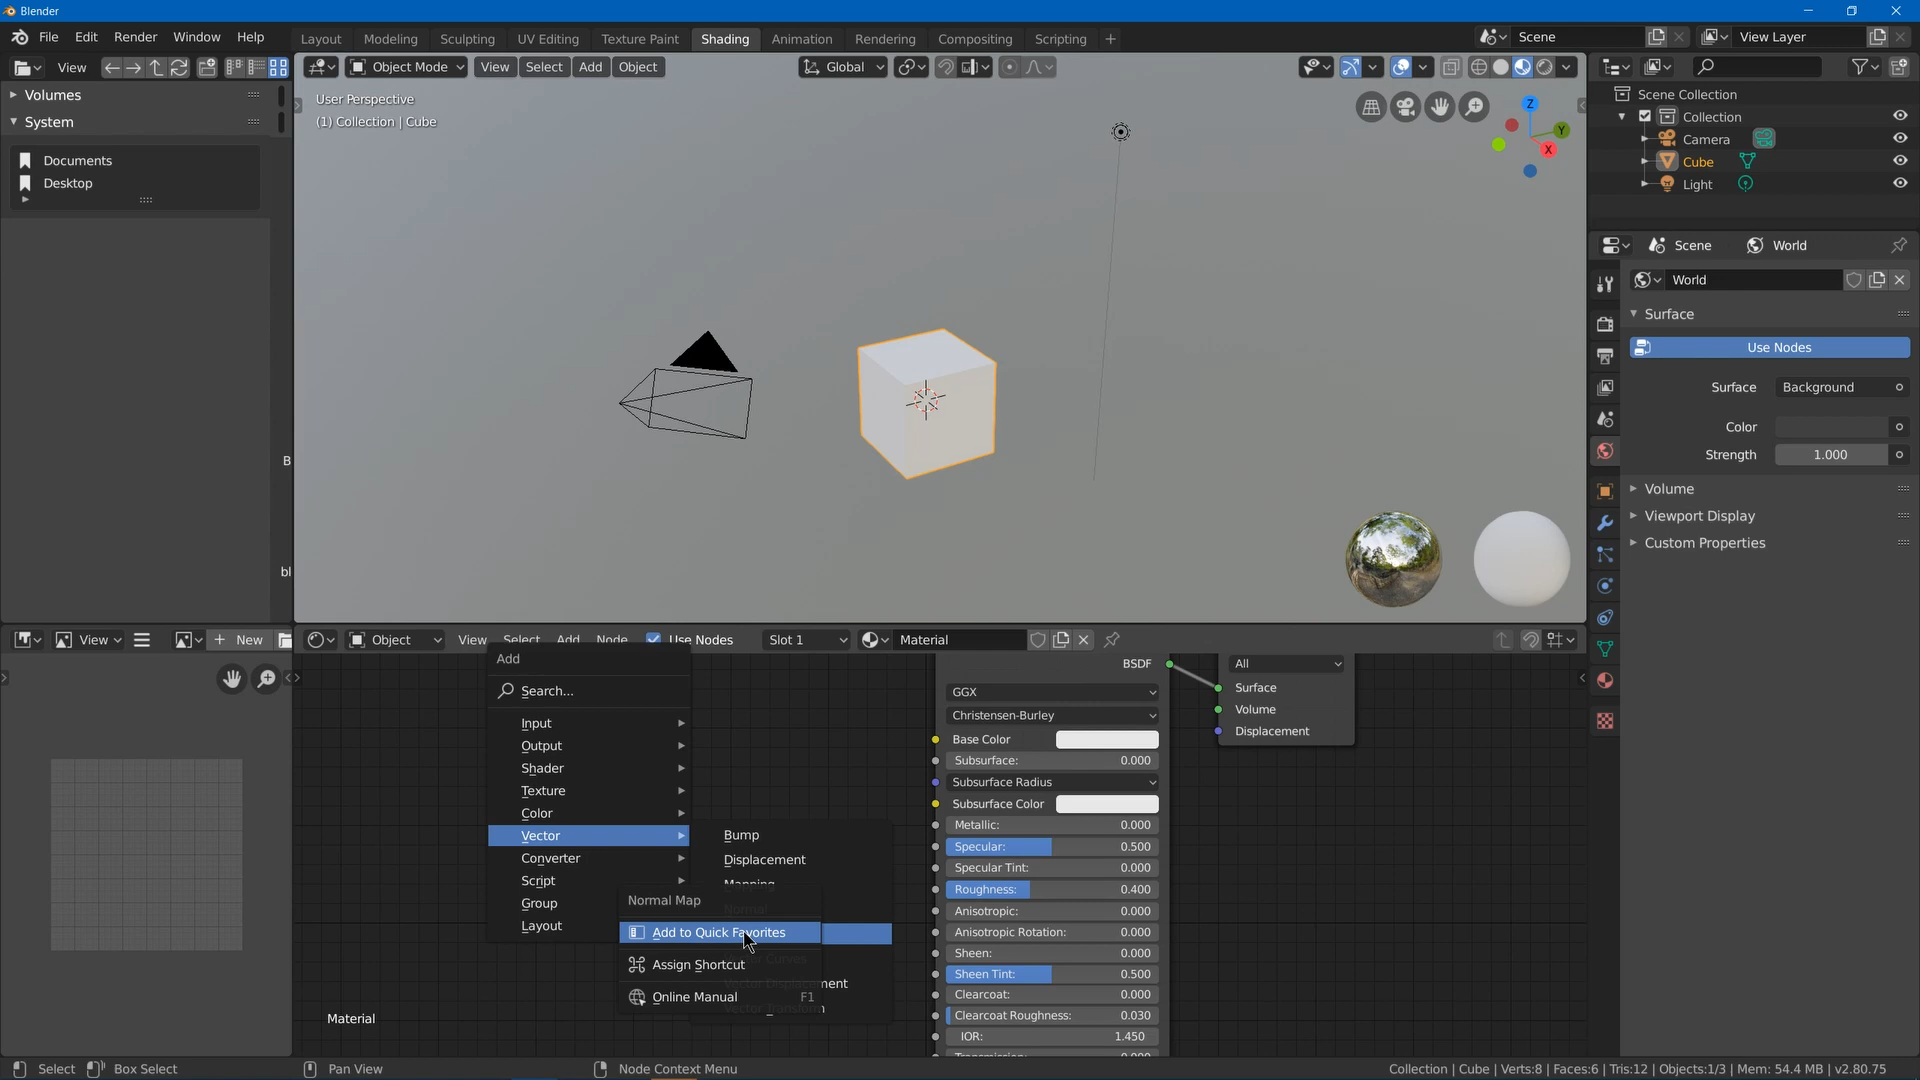 Blender
File Edit Render Window Help
Layout Modeling Sculpting UV Editing Texture Paint Shading Animation Rendering Compositing Scripting +
Scene
View Layer
View
Object Mode View Select Add Object
Global
Volumes
System
Documents
Desktop
B
bl
User Perspective
(1) Collection | Cube
Z
Y
X
Scene Collection
Collection
Camera
Cube
Light
Scene World
World
Surface
Use Nodes
Surface Background
Color
Strength 1.000
Volume
Viewport Display
Custom Properties
View + New
Object View Select Add Node Use Nodes Slot 1 Material
Add
Search...
Input
Output
Shader
Texture
Color
Vector
Converter
Script
Group
Layout
Bump
Displacement
Mapping
Normal
Normal Map
Add to Quick Favorites
Assign Shortcut
Online Manual F1
Vector Curves
Vector Displacement
Vector Transform
BSDF
GGX
Christensen-Burley
Base Color
Subsurface: 0.000
Subsurface Radius
Subsurface Color
Metallic: 0.000
Specular: 0.500
Specular Tint: 0.000
Roughness: 0.400
Anisotropic: 0.000
Anisotropic Rotation: 0.000
Sheen: 0.000
Sheen Tint: 0.500
Clearcoat: 0.000
Clearcoat Roughness: 0.030
IOR: 1.450
All
Surface
Volume
Displacement
Material
Select Box Select Pan View Node Context Menu
Collection | Cube | Verts:8 | Faces:6 | Tris:12 | Objects:1/3 | Mem: 54.4 MB | v2.80.75